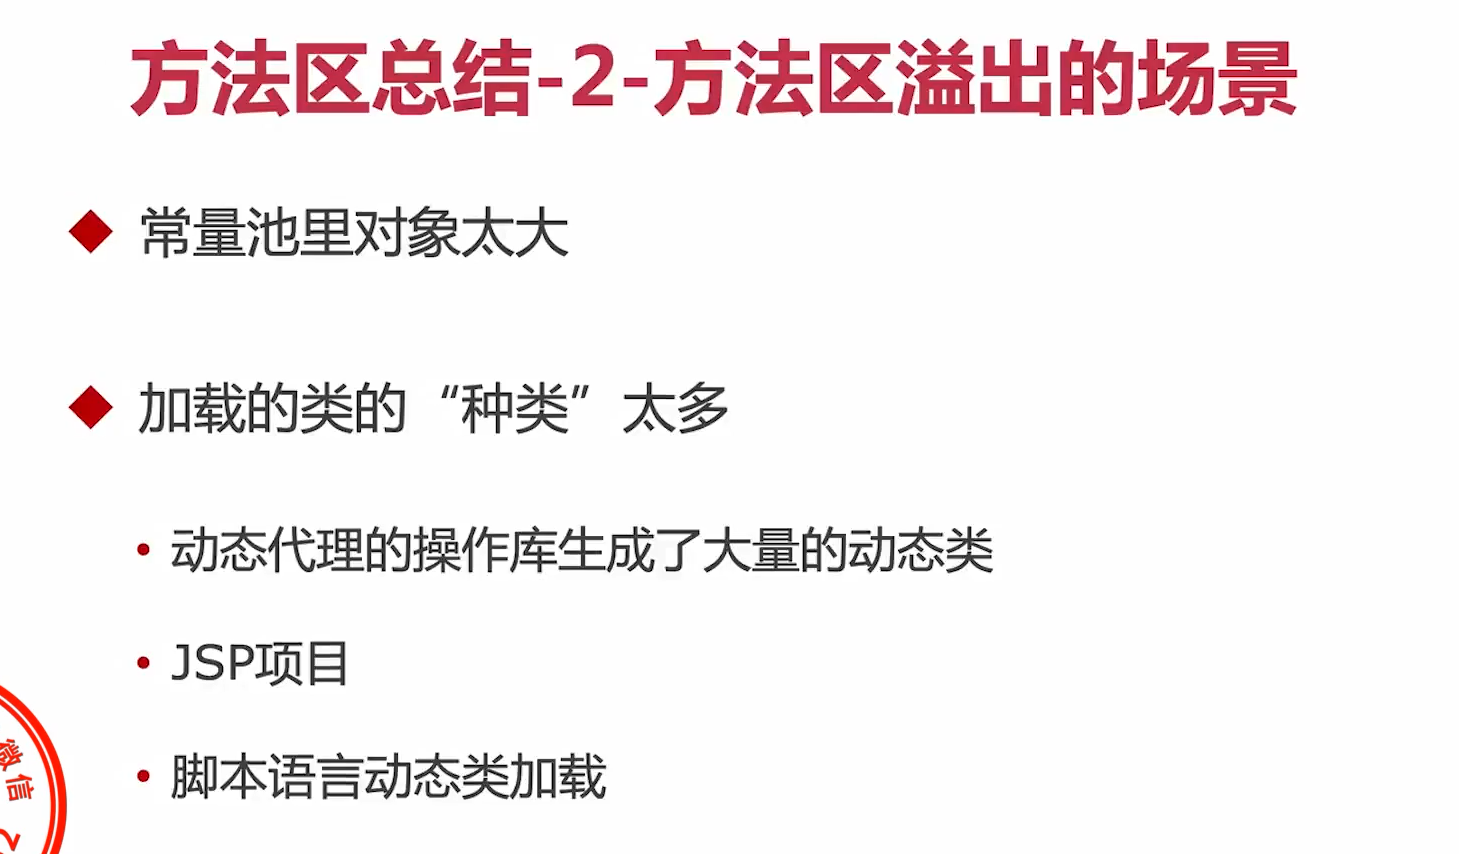 方法区总结-2-方法区溢出的场景
常量池里对象太大
加载的类的“种类”太多
动态代理的操作库生成了大量的动态类
JSP项目
脚本语言动态类加载
微信